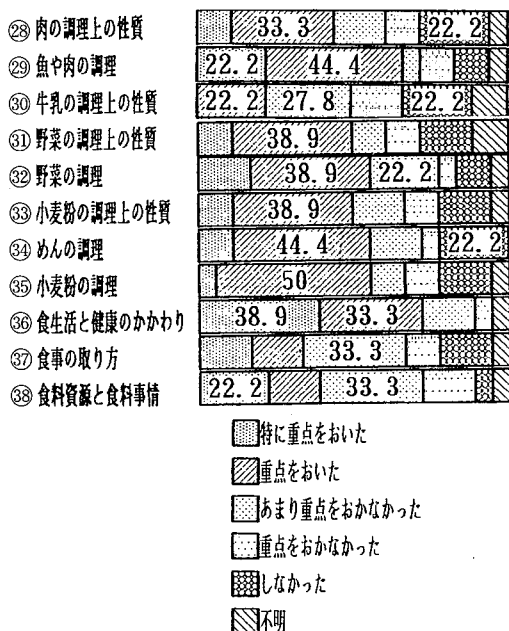 ㉘ 肉の調理上の性質 33.3 22.2
㉙ 魚や肉の調理 22.2 44.4
㉚ 牛乳の調理上の性質 22.2 27.8 22.2
㉛ 野菜の調理上の性質 38.9
㉜ 野菜の調理 38.9 22.2
㉝ 小麦粉の調理上の性質 38.9
㉞ めんの調理 44.4 22.2
㉟ 小麦粉の調理 50
㊱ 食生活と健康のかかわり 38.9 33.3
㊲ 食事の取り方 33.3
㊳ 食料資源と食料事情 22.2 33.3
特に重点をおいた
重点をおいた
あまり重点をおかなかった
重点をおかなかった
しなかった
不明